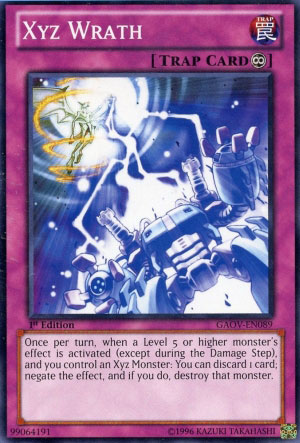 Xyz Wrath
[Trap Card]
TRAP
罠
1st Edition
GAOV-EN089
Once per turn, when a Level 5 or higher monster's
effect is activated (except during the Damage Step),
and you control an Xyz Monster: You can discard 1 card;
negate the effect, and if you do, destroy that monster.
99064191
©1996 KAZUKI TAKAHASHI